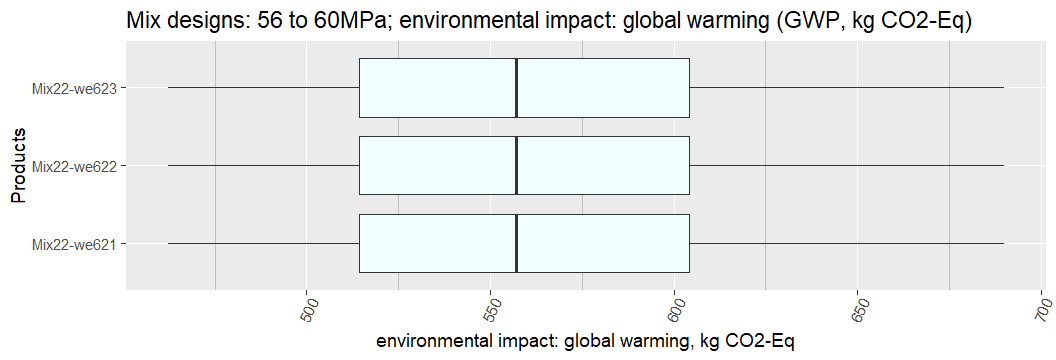 Mix designs: 56 to 60MPa; environmental impact: global warming (GWP, kg CO2-Eq)
Products
Mix22-we623
Mix22-we622
Mix22-we621
500
550
600
650
700
environmental impact: global warming, kg CO2-Eq